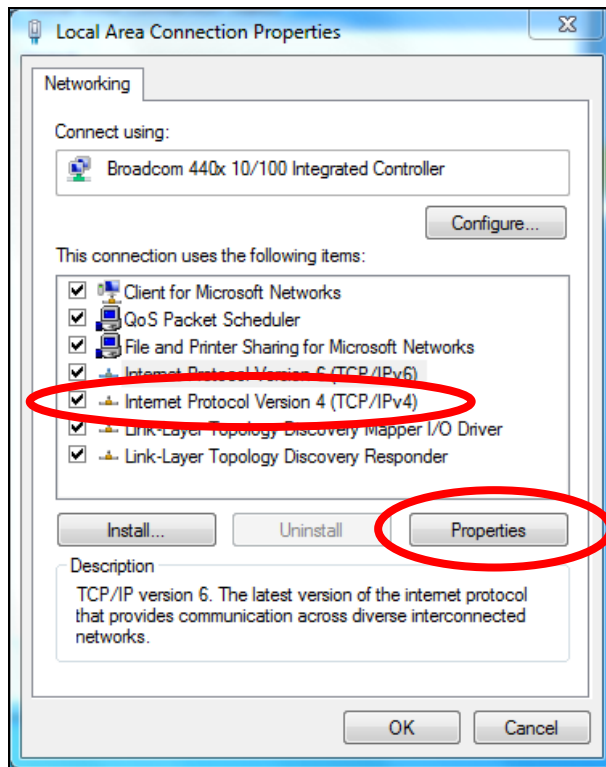 Local Area Connection Properties
Networking
Connect using:
Broadcom 440x 10/100 Integrated Controller
Configure...
This connection uses the following items:
Client for Microsoft Networks
QoS Packet Scheduler
File and Printer Sharing for Microsoft Networks
Internet Protocol Version 6 (TCP/IPv6)
Internet Protocol Version 4 (TCP/IPv4)
Link-Layer Topology Discovery Mapper I/O Driver
Link-Layer Topology Discovery Responder
Install...
Uninstall
Properties
Description
TCP/IP version 6. The latest version of the internet protocol
that provides communication across diverse interconnected
networks.
OK
Cancel